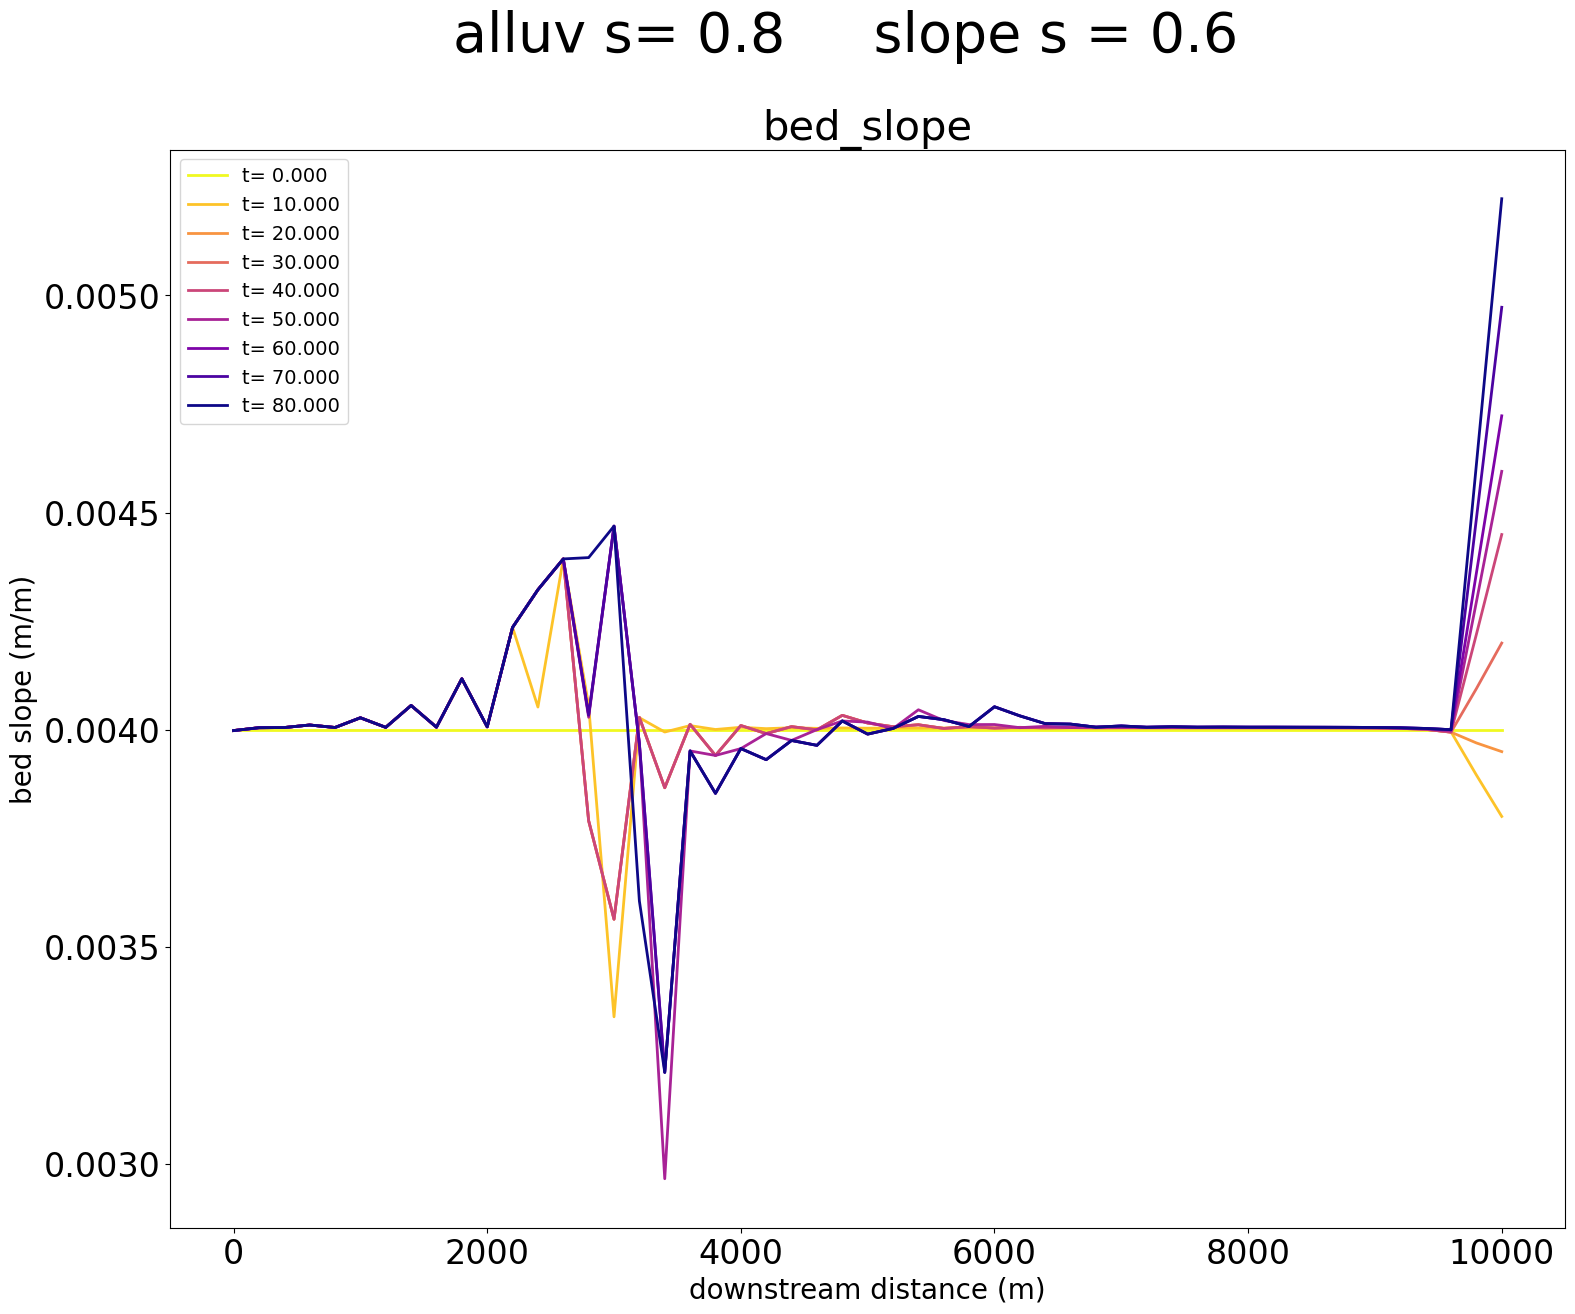 alluv s= 0.8     slope s = 0.6
bed_slope
t= 0.000
t= 10.000
t= 20.000
t= 30.000
t= 40.000
t= 50.000
t= 60.000
t= 70.000
t= 80.000
bed slope (m/m)
0.0050
0.0045
0.0040
0.0035
0.0030
0 2000 4000 6000 8000 10000
downstream distance (m)